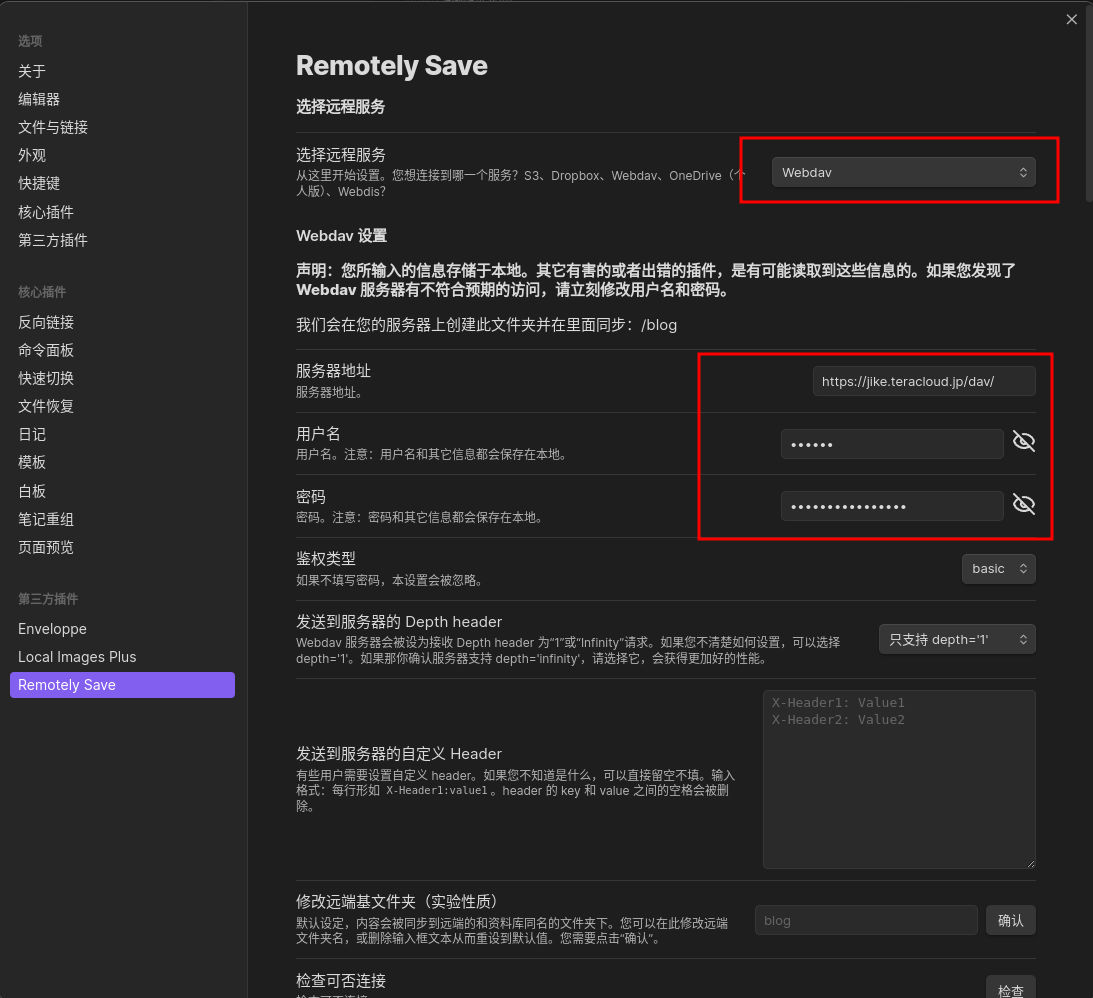 选项
关于
编辑器
文件与链接
外观
快捷键
核心插件
第三方插件
核心插件
反向链接
命令面板
快速切换
文件恢复
日记
模板
白板
笔记重组
页面预览
第三方插件
Enveloppe
Local Images Plus
Remotely Save
Remotely Save
选择远程服务
选择远程服务
从这里开始设置。您想连接到哪一个服务？S3、Dropbox、Webdav、OneDrive（个
人版）、Webdis？
Webdav
Webdav 设置
声明：您所输入的信息存储于本地。其它有害的或者出错的插件，是有可能读取到这些信息的。如果您发现了
Webdav 服务器有不符合预期的访问，请立刻修改用户名和密码。
我们会在您的服务器上创建此文件夹并在里面同步：/blog
服务器地址
服务器地址。
https://jike.teracloud.jp/dav/
用户名
用户名。注意：用户名和其它信息都会保存在本地。
••••••
密码
密码。注意：密码和其它信息都会保存在本地。
••••••••••••••••
鉴权类型
如果不填写密码，本设置会被忽略。
basic
发送到服务器的 Depth header
Webdav 服务器会被设为接收 Depth header 为“1”或“Infinity”请求。如果您不清楚如何设置，可以选择
depth='1'。如果那你确认服务器支持 depth='infinity'，请选择它，会获得更加好的性能。
只支持 depth='1'
发送到服务器的自定义 Header
有些用户需要设置自定义 header。如果您不知道是什么，可以直接留空不填。输入
格式：每行形如 X-Header1:value1 。header 的 key 和 value 之间的空格会被删
除。
X-Header1: Value1
X-Header2: Value2
修改远端基文件夹（实验性质）
默认设定，内容会被同步到远端的和资料库同名的文件夹下。您可以在此修改远端
文件夹名，或删除输入框文本从而重设到默认值。您需要点击“确认”。
blog
确认
检查可否连接
检查